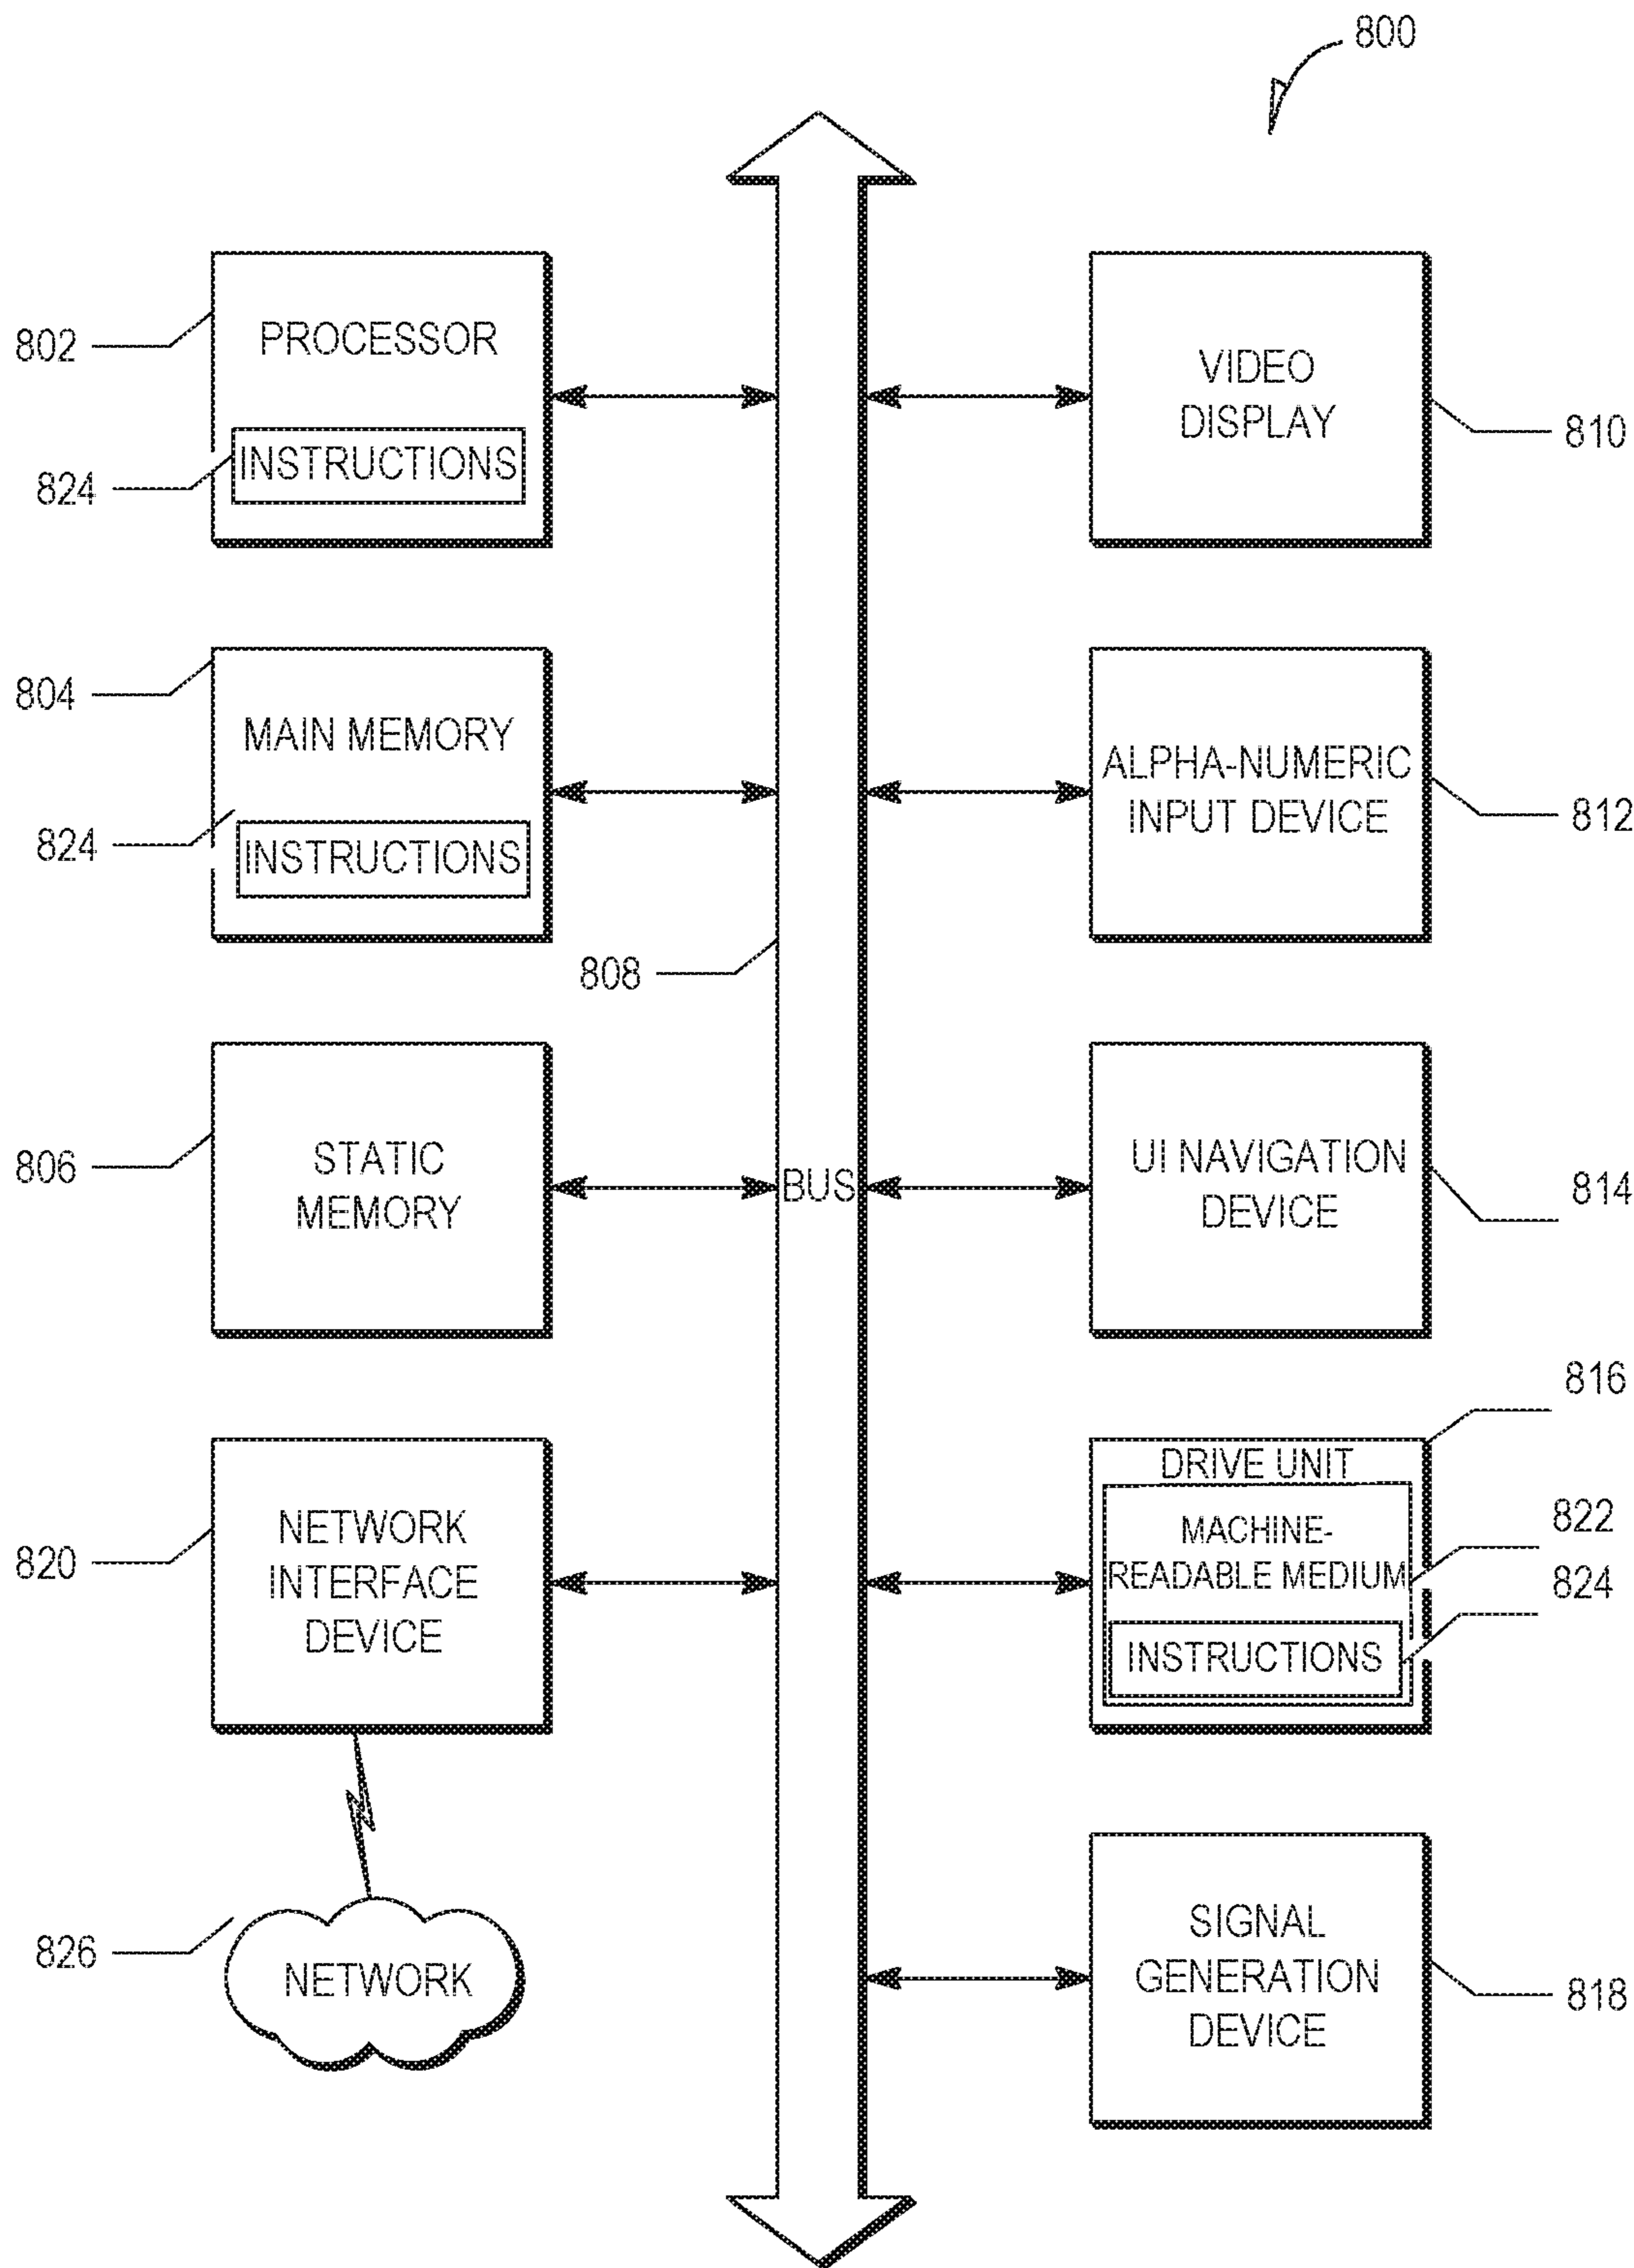 800
802
PROCESSOR
824
INSTRUCTIONS
VIDEO
DISPLAY
810
804
MAIN MEMORY
824
INSTRUCTIONS
ALPHA-NUMERIC
INPUT DEVICE
812
808
806
STATIC
MEMORY
BUS
UI NAVIGATION
DEVICE
814
820
NETWORK
INTERFACE
DEVICE
816
DRIVE UNIT
MACHINE-
READABLE MEDIUM
822
824
INSTRUCTIONS
826
NETWORK
SIGNAL
GENERATION
DEVICE
818